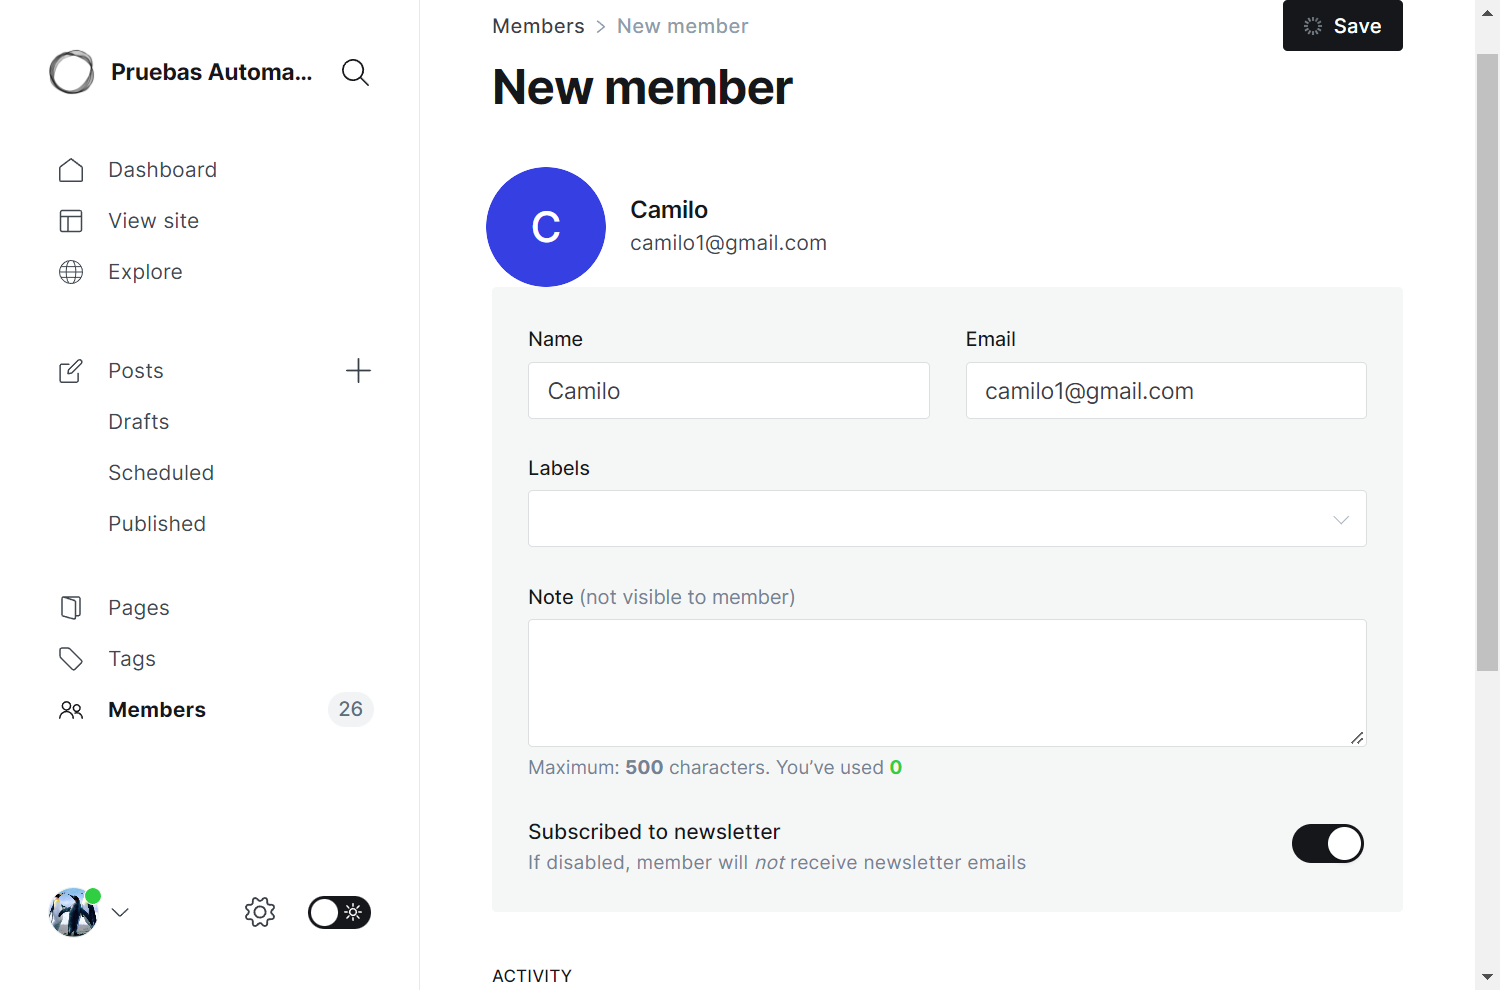 Pruebas Automa...
Dashboard
View site
Explore
Posts
Drafts
Scheduled
Published
Pages
Tags
Members 26
Members > New member
Save
New member
C
Camilo
camilo1@gmail.com
Name Email
Camilo camilo1@gmail.com
Labels
Note (not visible to member)
Maximum: 500 characters. You’ve used 0
Subscribed to newsletter
If disabled, member will not receive newsletter emails
ACTIVITY